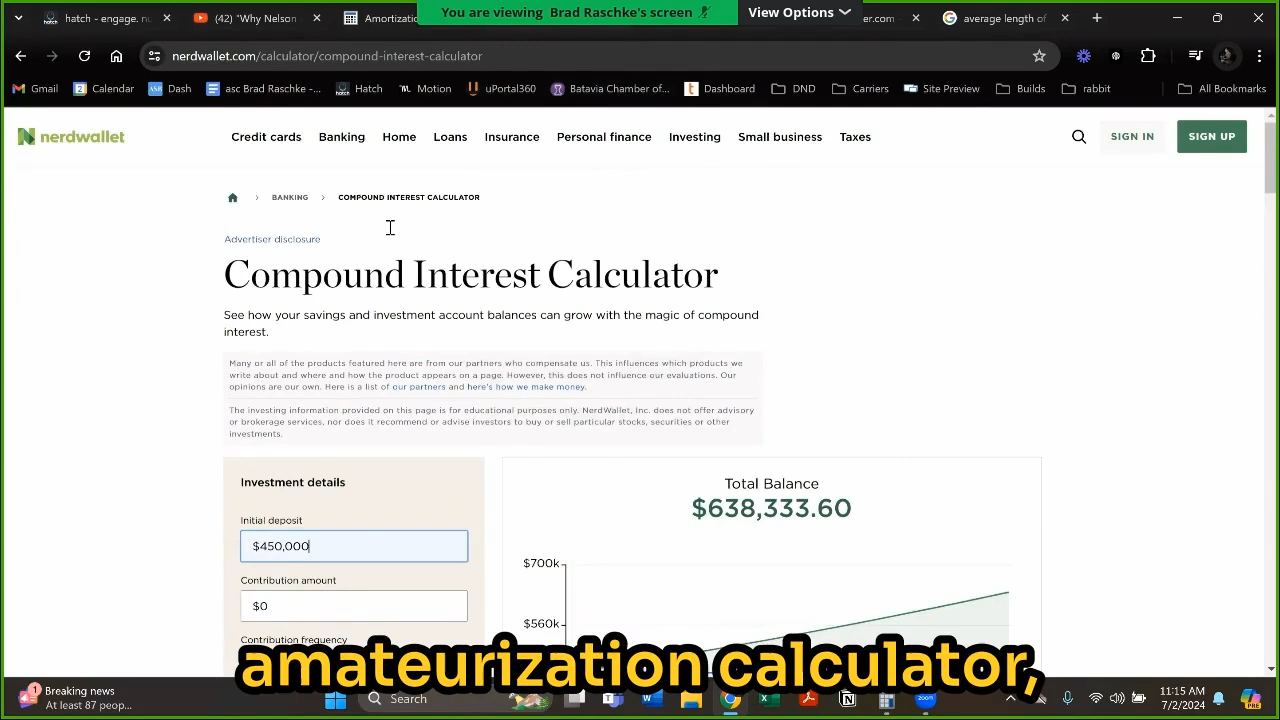 You are viewing Brad Raschke's screen
View Options
hatch - engage. nu
(42) "Why Nelson
Amortizati
er.com
average length of
nerdwallet.com/calculator/compound-interest-calculator
Gmail
Calendar
Dash
asc Brad Raschke -...
Hatch
Motion
uPortal360
Batavia Chamber of...
Dashboard
DND
Carriers
Site Preview
Builds
rabbit
All Bookmarks
nerdwallet
Credit cards
Banking
Home
Loans
Insurance
Personal finance
Investing
Small business
Taxes
SIGN IN
SIGN UP
BANKING
COMPOUND INTEREST CALCULATOR
Advertiser disclosure
Compound Interest Calculator
See how your savings and investment account balances can grow with the magic of compound
interest.
Many or all of the products featured here are from our partners who compensate us. This influences which products we
write about and where and how the product appears on a page. However, this does not influence our evaluations. Our
opinions are our own. Here is a list of our partners and here's how we make money.
The investing information provided on this page is for educational purposes only. NerdWallet, Inc. does not offer advisory
or brokerage services, nor does it recommend or advise investors to buy or sell particular stocks, securities or other
investments.
Investment details
Initial deposit
$450,000
Contribution amount
$0
Contribution frequency
Total Balance
$638,333.60
$700k
$560k
amateurization calculator,
1
Breaking news
At least 87 peop...
Search
zoom
11:15 AM
7/2/2024
PRE